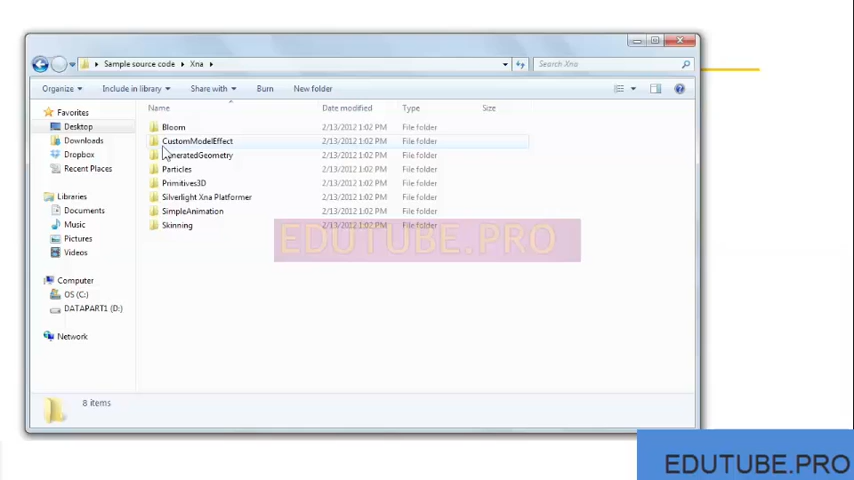 Sample source code ▸ Xna ▸
Search Xna
Organize Include in library Share with Burn New folder
Name Date modified Type Size
Favorites
Desktop
Downloads
Dropbox
Recent Places
Libraries
Documents
Music
Pictures
Videos
Computer
OS (C:)
DATAPART1 (D:)
Network
Bloom 2/13/2012 1:02 PM File folder
CustomModelEffect 2/13/2012 1:02 PM File folder
2/13/2012 1:02 PM File folder
Particles 2/13/2012 1:02 PM File folder
Primitives3D 2/13/2012 1:02 PM File folder
Silverlight Xna Platformer 2/13/2012 1:02 PM File folder
SimpleAnimation 2/13/2012 1:02 PM File folder
Skinning 2/13/2012 1:02 PM File folder
EDUTUBE.PRO
8 items
EDUTUBE.PRO